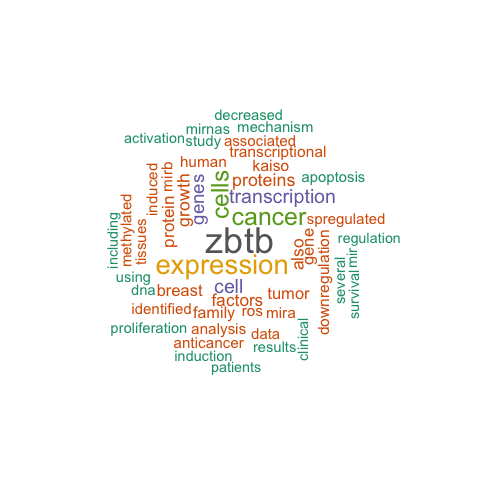 decreased
mirnas mechanism
activation study associated
transcriptional
human kaiso
proteins apoptosis
including
methylated
tissues
induced
protein mirb
growth
genes
cells
transcription
cancer spregulated
zbtb
also
gene
downregulation
regulation
expression
several
survival mir
using
dna breast cell
factors tumor
identified family ros mira
proliferation analysis data
anticancer results
clinical
induction
patients